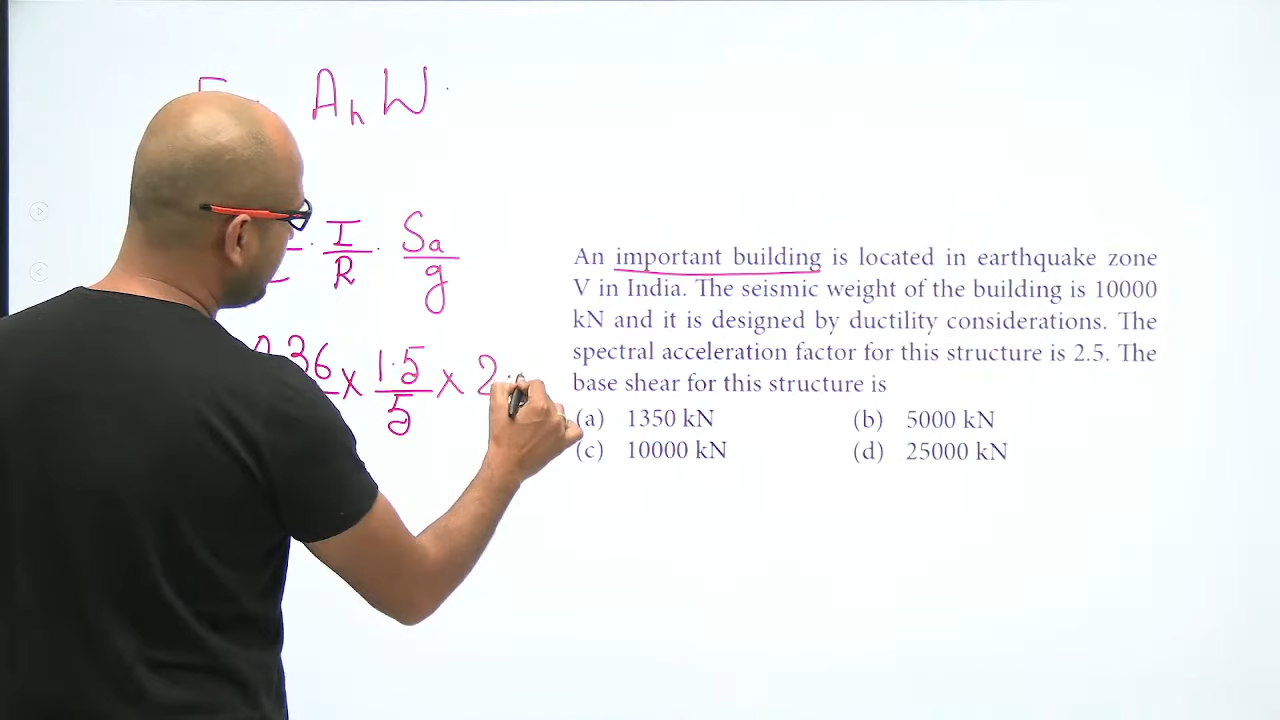 A_h W
I/R · S_a/g
36 × 1.5/5 × 2.
An important building is located in earthquake zone
V in India. The seismic weight of the building is 10000
kN and it is designed by ductility considerations. The
spectral acceleration factor for this structure is 2.5. The
base shear for this structure is
(a) 1350 kN (b) 5000 kN
(c) 10000 kN (d) 25000 kN